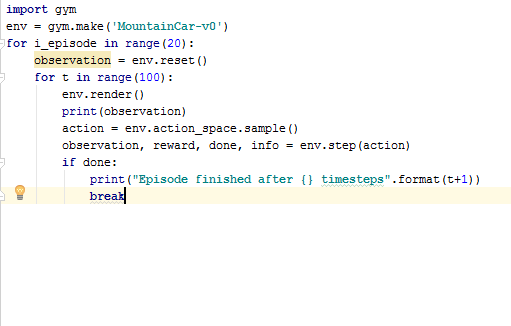 import gym
env = gym.make('MountainCar-v0')
for i_episode in range(20):
    observation = env.reset()
    for t in range(100):
        env.render()
        print(observation)
        action = env.action_space.sample()
        observation, reward, done, info = env.step(action)
        if done:
            print("Episode finished after {} timesteps".format(t+1))
            break